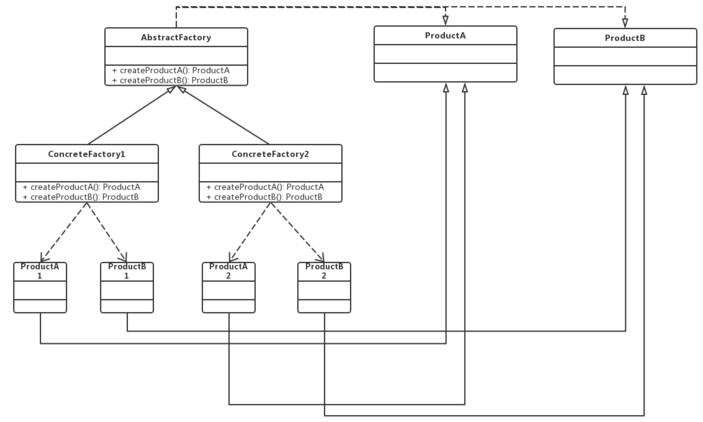 AbstractFactory
+ createProductA(): ProductA
+ createProductB(): ProductB
ProductA
ProductB
ConcreteFactory1
+ createProductA(): ProductA
+ createProductB(): ProductB
ConcreteFactory2
+ createProductA(): ProductA
+ createProductB(): ProductB
ProductA
1
ProductB
1
ProductA
2
ProductB
2